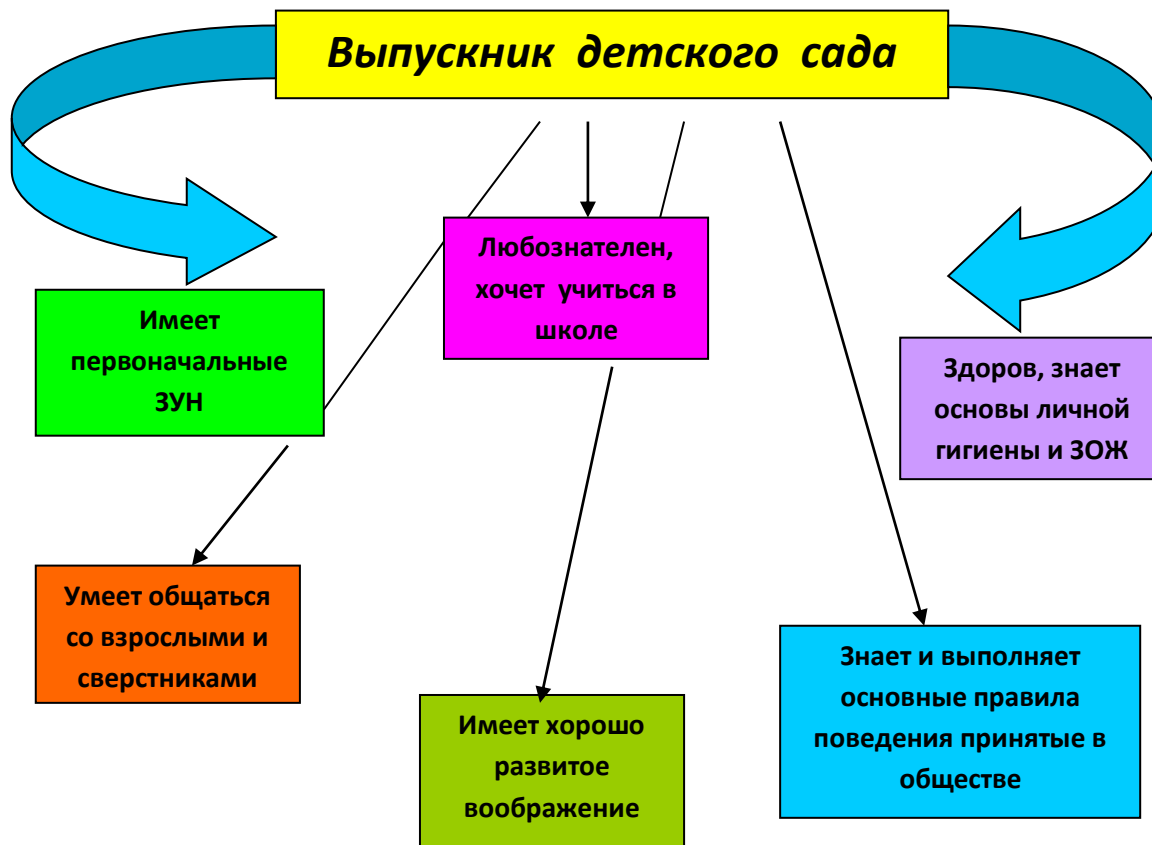 Выпускник детского сада
Любознателен,
хочет учиться в
школе
Имеет
первоначальные
ЗУН
Здоров, знает
основы личной
гигиены и ЗОЖ
Умеет общаться
со взрослыми и
сверстниками
Знает и выполняет
основные правила
поведения принятые в
обществе
Имеет хорошо
развитое
воображение